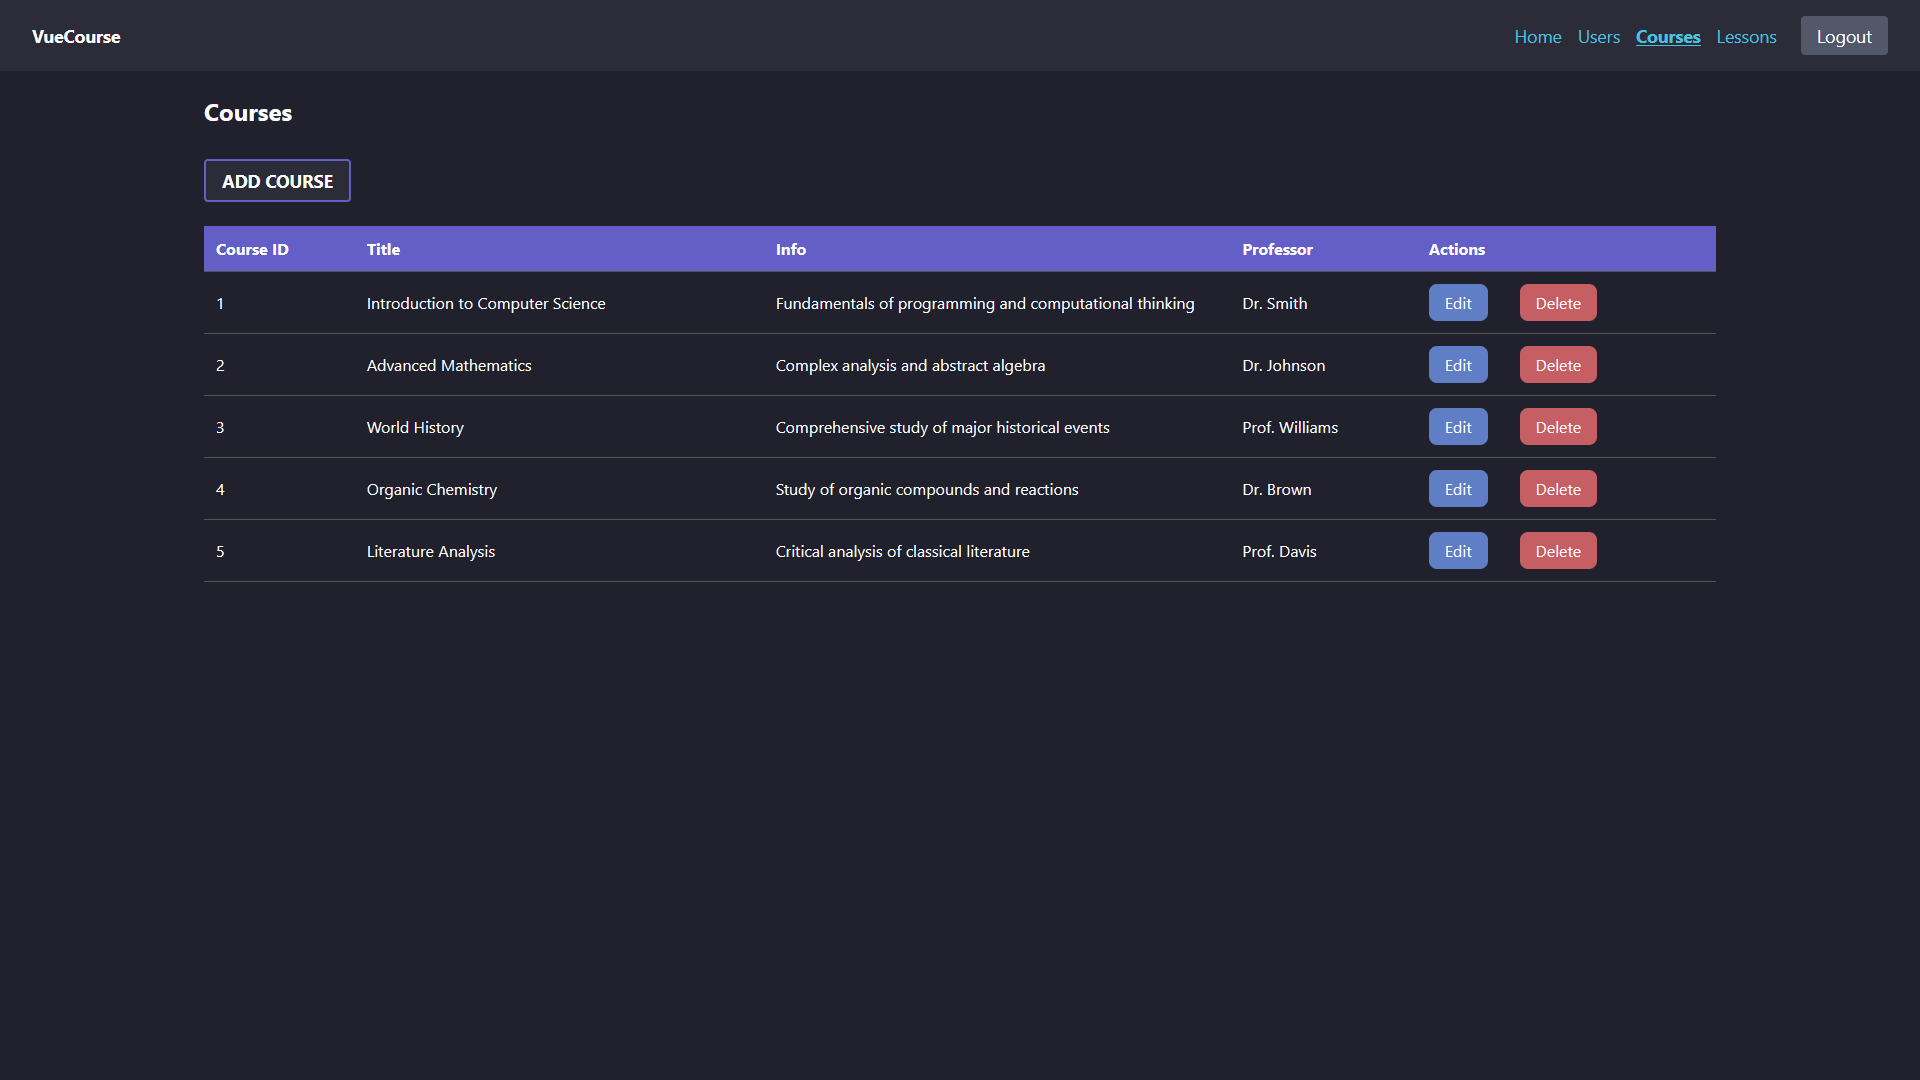 VueCourse Home Users Courses Lessons Logout
Courses
ADD COURSE
Course ID Title Info Professor Actions
1 Introduction to Computer Science Fundamentals of programming and computational thinking Dr. Smith Edit Delete
2 Advanced Mathematics Complex analysis and abstract algebra Dr. Johnson Edit Delete
3 World History Comprehensive study of major historical events Prof. Williams Edit Delete
4 Organic Chemistry Study of organic compounds and reactions Dr. Brown Edit Delete
5 Literature Analysis Critical analysis of classical literature Prof. Davis Edit Delete